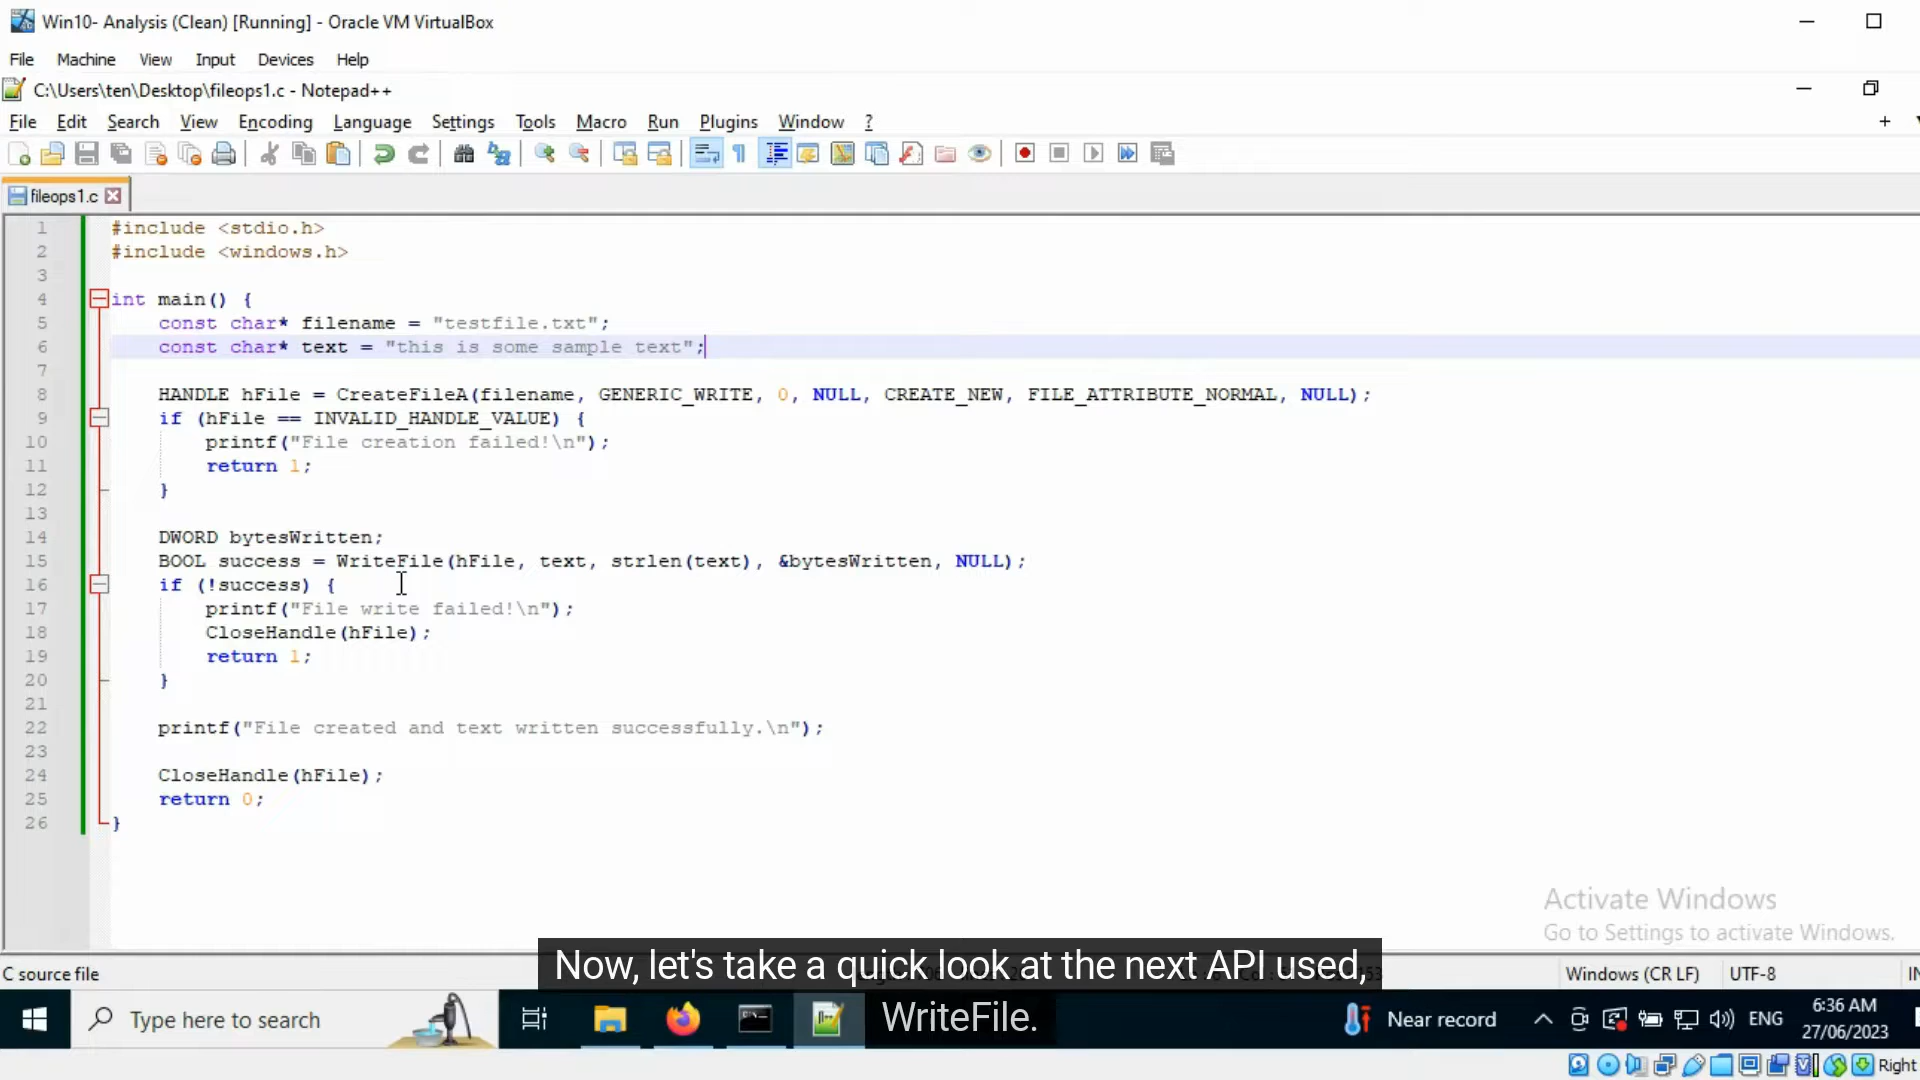 Win10- Analysis (Clean) [Running] - Oracle VM VirtualBox
File Machine View Input Devices Help
C:\Users\ten\Desktop\fileops1.c - Notepad++
File Edit Search View Encoding Language Settings Tools Macro Run Plugins Window ?
fileops1.c
1 #include <stdio.h>
2 #include <windows.h>
3
4 int main() {
5 const char* filename = "testfile.txt";
6 const char* text = "this is some sample text";
7
8 HANDLE hFile = CreateFileA(filename, GENERIC_WRITE, 0, NULL, CREATE_NEW, FILE_ATTRIBUTE_NORMAL, NULL);
9 if (hFile == INVALID_HANDLE_VALUE) {
10 printf("File creation failed!\n");
11 return 1;
12 }
13
14 DWORD bytesWritten;
15 BOOL success = WriteFile(hFile, text, strlen(text), &bytesWritten, NULL);
16 if (!success) {
17 printf("File write failed!\n");
18 CloseHandle(hFile);
19 return 1;
20 }
21
22 printf("File created and text written successfully.\n");
23
24 CloseHandle(hFile);
25 return 0;
26 }
Activate Windows
Go to Settings to activate Windows.
Now, let's take a quick look at the next API used,
WriteFile.
C source file Windows (CR LF) UTF-8
Type here to search Near record ENG 6:36 AM
27/06/2023
Right